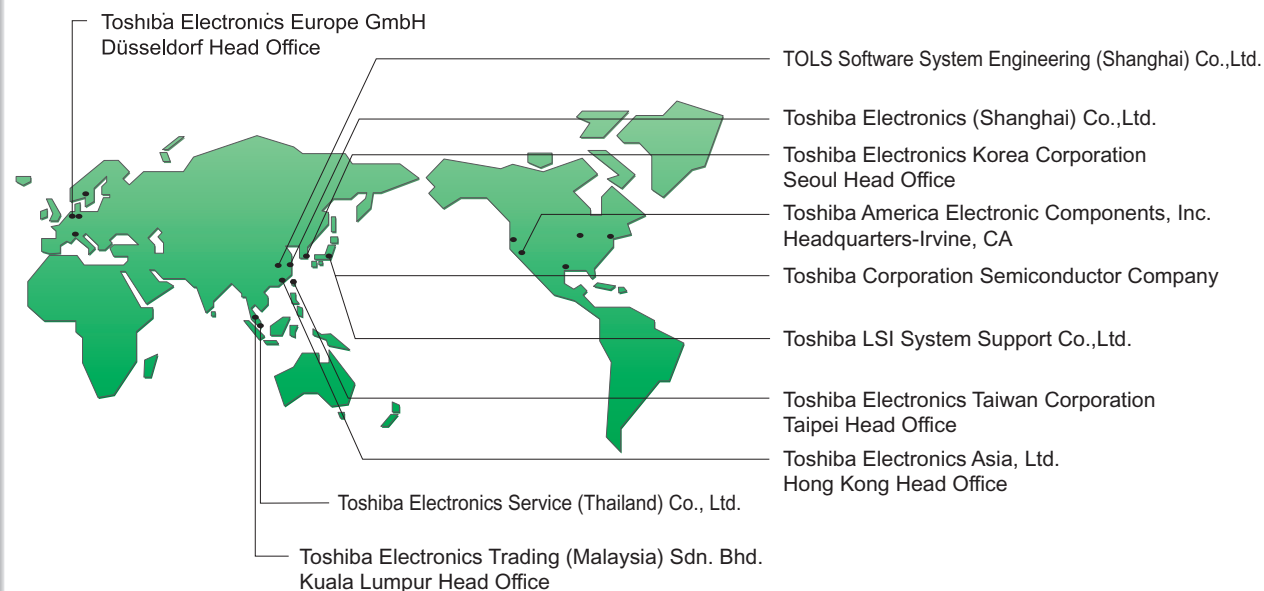 Toshiba Electronics Europe GmbH
Düsseldorf Head Office
TOLS Software System Engineering (Shanghai) Co.,Ltd.
Toshiba Electronics (Shanghai) Co.,Ltd.
Toshiba Electronics Korea Corporation
Seoul Head Office
Toshiba America Electronic Components, Inc.
Headquarters-Irvine, CA
Toshiba Corporation Semiconductor Company
Toshiba LSI System Support Co.,Ltd.
Toshiba Electronics Taiwan Corporation
Taipei Head Office
Toshiba Electronics Asia, Ltd.
Hong Kong Head Office
Toshiba Electronics Service (Thailand) Co., Ltd.
Toshiba Electronics Trading (Malaysia) Sdn. Bhd.
Kuala Lumpur Head Office